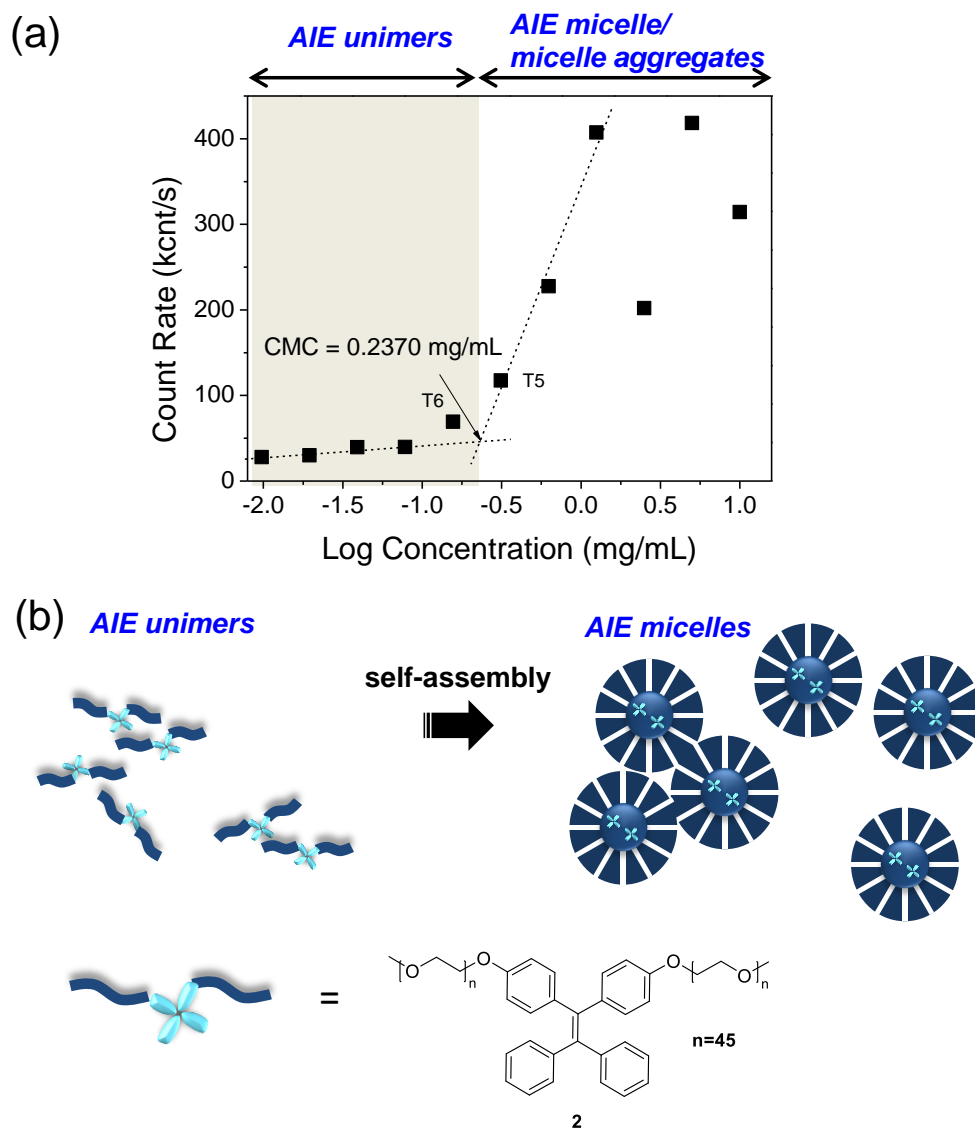 (a)
AIE unimers
AIE micelle/
micelle aggregates
400
300
200
100
0
Count Rate (kcnt/s)
CMC = 0.2370 mg/mL
T6
T5
-2.0 -1.5 -1.0 -0.5 0.0 0.5 1.0
Log Concentration (mg/mL)
(b)
AIE unimers
AIE micelles
self-assembly
=
O n O O O n
n=45
2